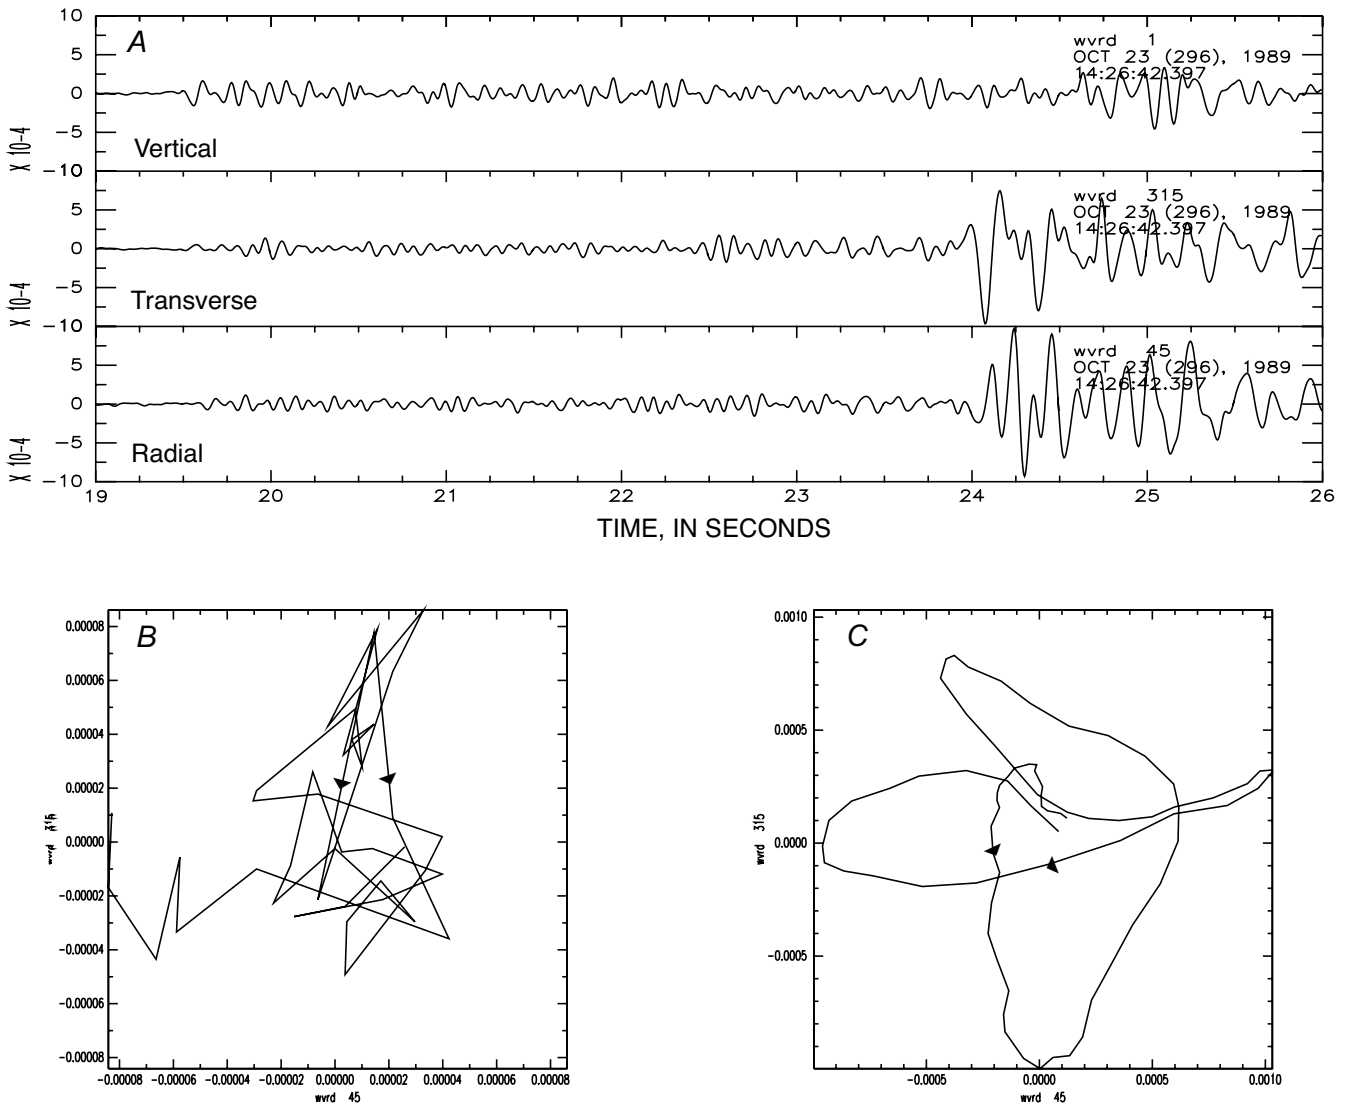 10
A
wvrd 1
OCT 23 (296), 1989
14:26:42.397
5
0
-5
X 10-4
Vertical
-10
wvrd 315
OCT 23 (296), 1989
14:26:42.397
5
0
-5
X 10-4
Transverse
-10
wvrd 45
OCT 23 (296), 1989
14:26:42.397
5
0
-5
X 10-4
Radial
-10
19 20 21 22 23 24 25 26
TIME, IN SECONDS
B
0.00008
0.00006
0.00004
0.00002
0.00000
-0.00002
-0.00004
-0.00006
-0.00008
wvrd 315
-0.00008 -0.00006 -0.00004 -0.00002 0.00000 0.00002 0.00004 0.00006 0.00008
wvrd 45
C
0.0010
0.0005
0.0000
-0.0005
wvrd 315
-0.0005 0.0000 0.0005 0.0010
wvrd 45